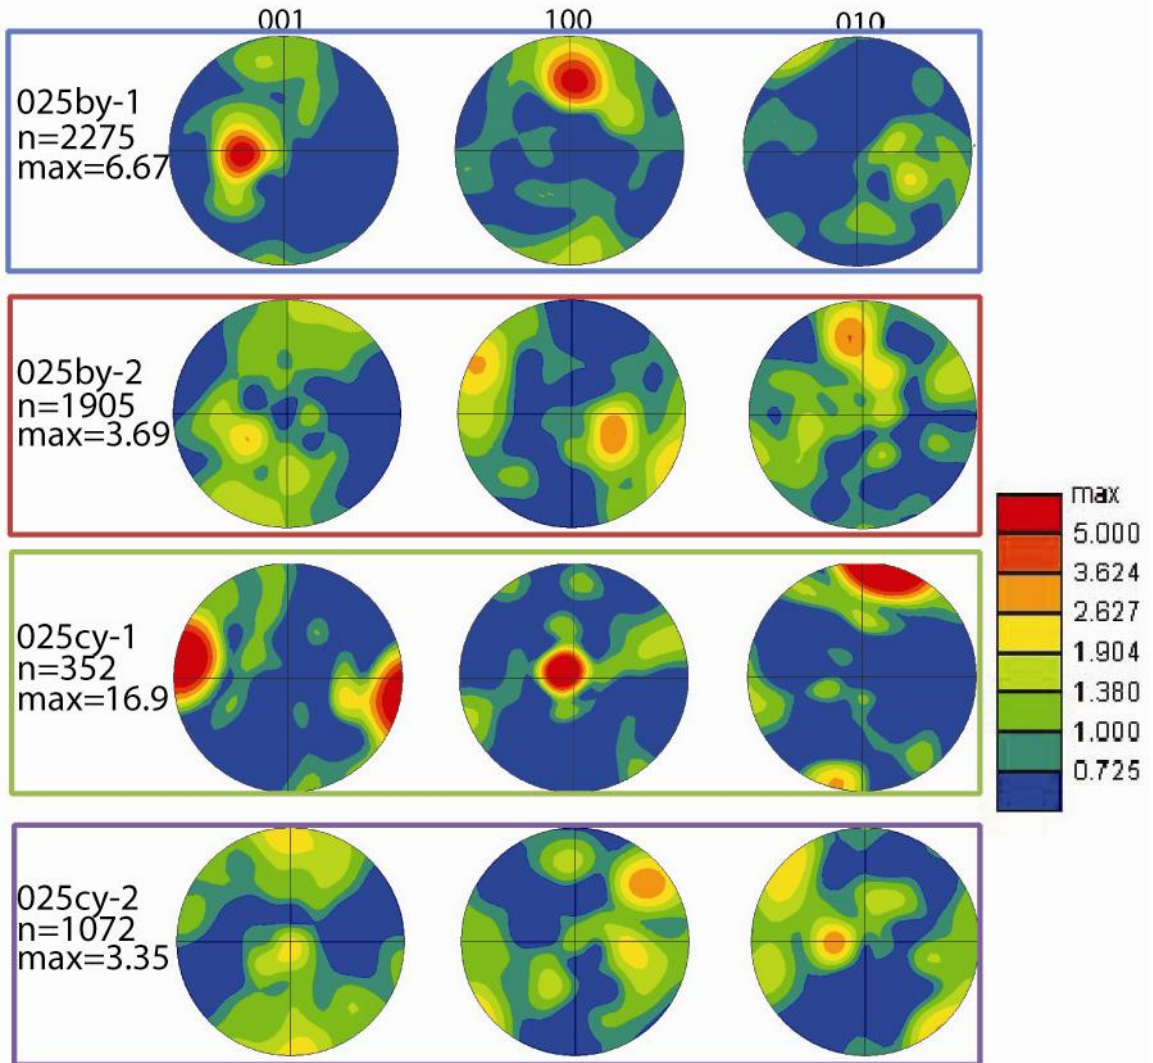 001 100 010
025by-1
n=2275
max=6.67
025by-2
n=1905
max=3.69
025cy-1
n=352
max=16.9
025cy-2
n=1072
max=3.35
max
5.000
3.624
2.627
1.904
1.380
1.000
0.725